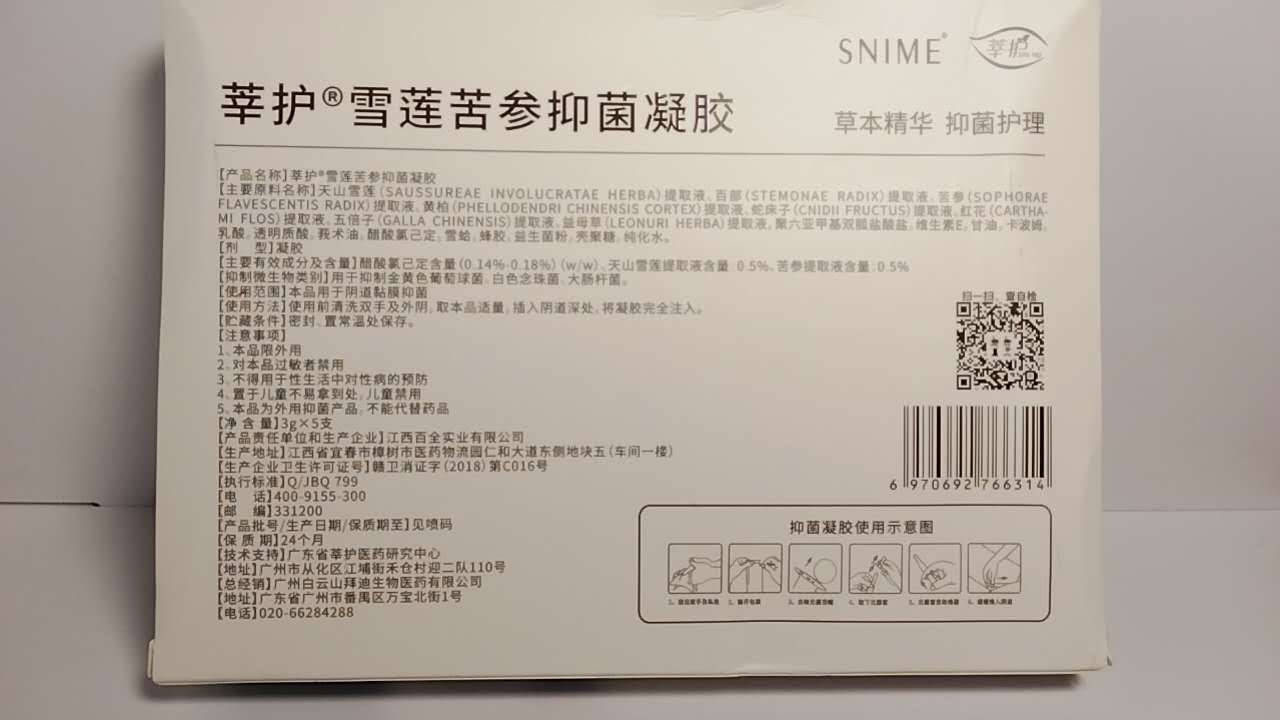 SNIME®
莘护
莘护®雪莲苦参抑菌凝胶
草本精华 抑菌护理
【产品名称】莘护®雪莲苦参抑菌凝胶
【主要原料名称】天山雪莲(SAUSSUREAE INVOLUCRATAE HERBA)提取液、百部(STEMONAE RADIX)提取液、苦参(SOPHORAE
FLAVESCENTIS RADIX)提取液、黄柏(PHELLODENDRI CHINENSIS CORTEX)提取液、蛇床子(CNIDII FRUCTUS)提取液、红花(CARTHA-
MI FLOS)提取液、五倍子(GALLA CHINENSIS)提取液、益母草(LEONURI HERBA)提取液、聚六亚甲基双胍盐酸盐、维生素E、甘油、卡波姆、
乳酸、透明质酸、莪术油、醋酸氯己定、雪蛤、蜂胶、益生菌粉、壳聚糖、纯化水。
【剂 型】凝胶
【主要有效成分及含量】醋酸氯己定含量(0.14%-0.18%)(w/w)、天山雪莲提取液含量:0.5%、苦参提取液含量:0.5%
【抑制微生物类别】用于抑制金黄色葡萄球菌、白色念珠菌、大肠杆菌。
【使用范围】本品用于阴道黏膜抑菌
【使用方法】使用前清洗双手及外阴,取本品适量,插入阴道深处,将凝胶完全注入。
【贮藏条件】密封、置常温处保存。
【注意事项】
1、本品限外用
2、对本品过敏者禁用
3、不得用于性生活中对性病的预防
4、置于儿童不易拿到处,儿童禁用
5、本品为外用抑菌产品,不能代替药品
【净 含 量】3g×5支
【产品责任单位和生产企业】江西百全实业有限公司
【生产地址】江西省宜春市樟树市医药物流园仁和大道东侧地块五(车间一楼)
【生产企业卫生许可证号】赣卫消证字(2018)第C016号
【执行标准】Q/JBQ 799
【电 话】400-9155-300
【邮 编】331200
【产品批号/生产日期/保质期至】见喷码
【保 质 期】24个月
【技术支持】广东省莘护医药研究中心
【地址】广州市从化区江埔街禾仓村迎二队110号
【总经销】广州白云山拜迪生物医药有限公司
【地址】广东省广州市番禺区万宝北街1号
【电话】020-66284288
扫一扫,查自检
6 970692 766314
抑菌凝胶使用示意图